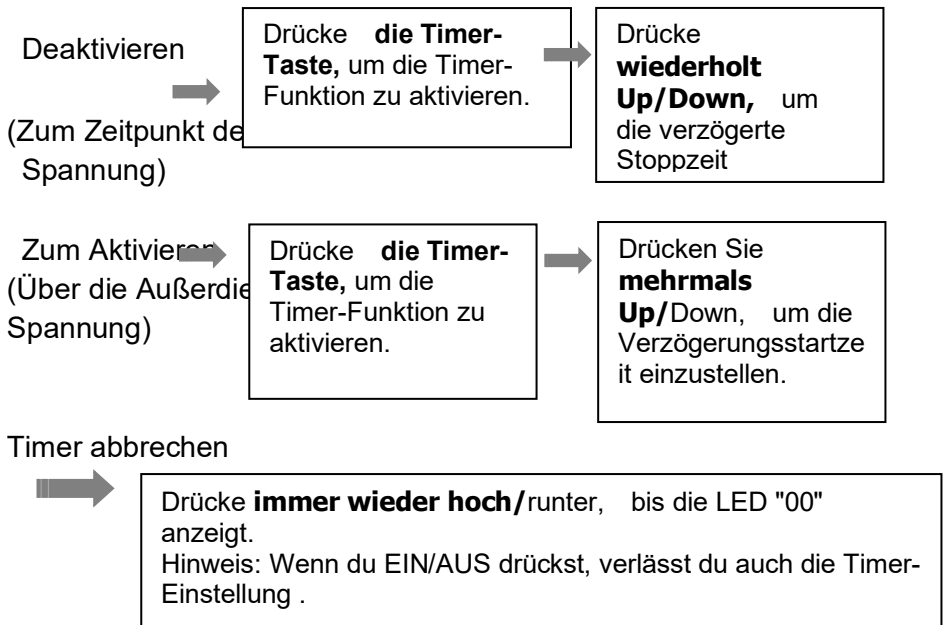 Deaktivieren
(Zum Zeitpunkt de
Spannung)
Drücke die Timer-
Taste, um die Timer-
Funktion zu aktivieren.
Drücke
wiederholt
Up/Down, um
die verzögerte
Stoppzeit
Zum Aktivieren
(Über die Außerdie
Spannung)
Drücke die Timer-
Taste, um die
Timer-Funktion zu
aktivieren.
Drücken Sie
mehrmals
Up/Down, um die
Verzögerungsstartze
it einzustellen.
Timer abbrechen
Drücke immer wieder hoch/runter, bis die LED "00"
anzeigt.
Hinweis: Wenn du EIN/AUS drückst, verlässt du auch die Timer-
Einstellung .